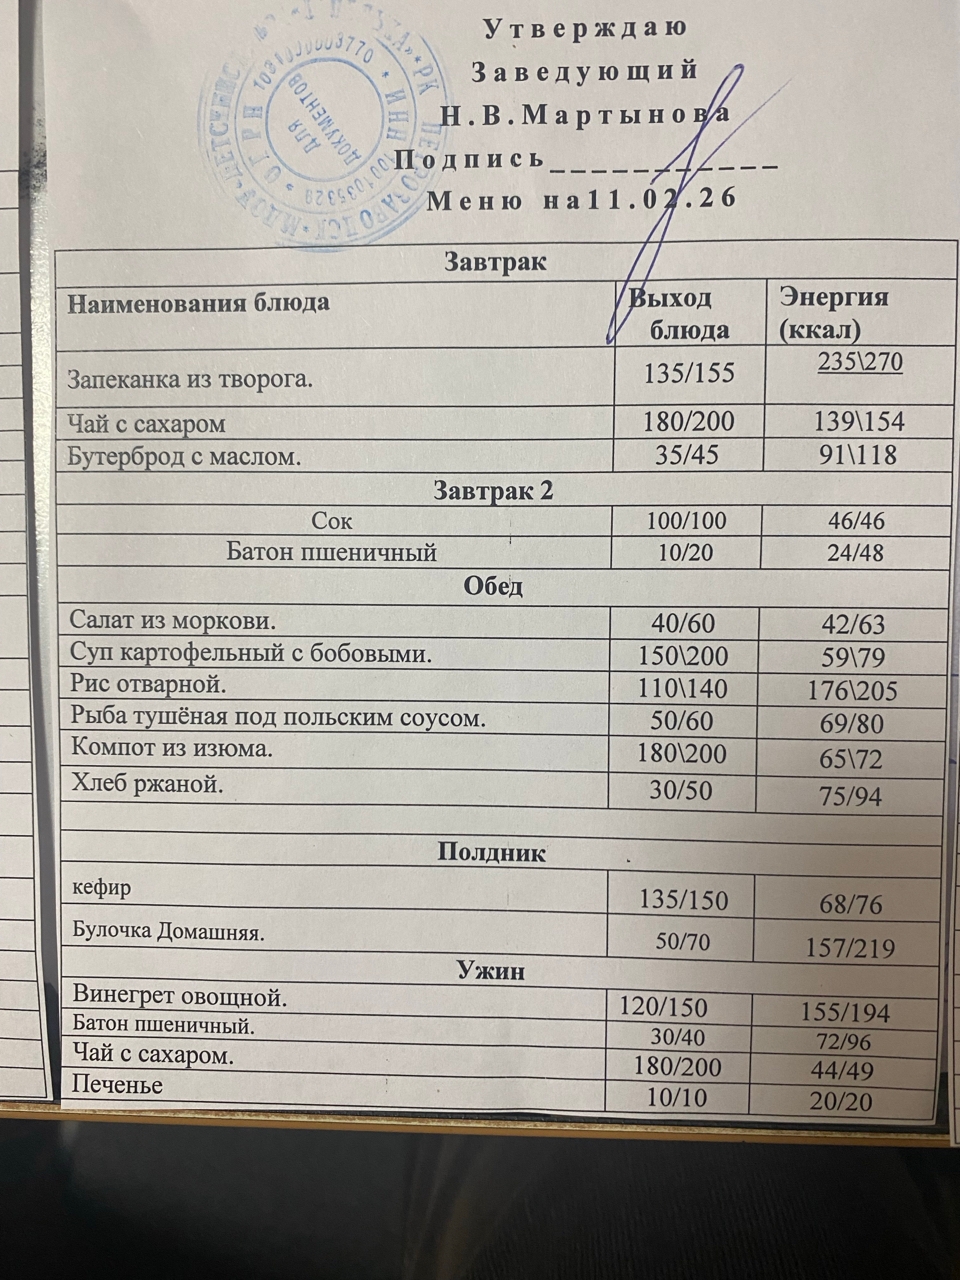 Утверждаю
Заведующий
Н.В.Мартынова
Подпись____________
Меню на11.02.26
ДЛЯ ДОКУМЕНТОВ
Завтрак
Наименования блюда Выход блюда Энергия (ккал)
Запеканка из творога. 135/155 235\270
Чай с сахаром 180/200 139\154
Бутерброд с маслом. 35/45 91\118
Завтрак 2
Сок 100/100 46/46
Батон пшеничный 10/20 24/48
Обед
Салат из моркови. 40/60 42/63
Суп картофельный с бобовыми. 150\200 59\79
Рис отварной. 110\140 176\205
Рыба тушёная под польским соусом. 50/60 69/80
Компот из изюма. 180\200 65\72
Хлеб ржаной. 30/50 75/94
Полдник
кефир 135/150 68/76
Булочка Домашняя. 50/70 157/219
Ужин
Винегрет овощной. 120/150 155/194
Батон пшеничный. 30/40 72/96
Чай с сахаром. 180/200 44/49
Печенье 10/10 20/20